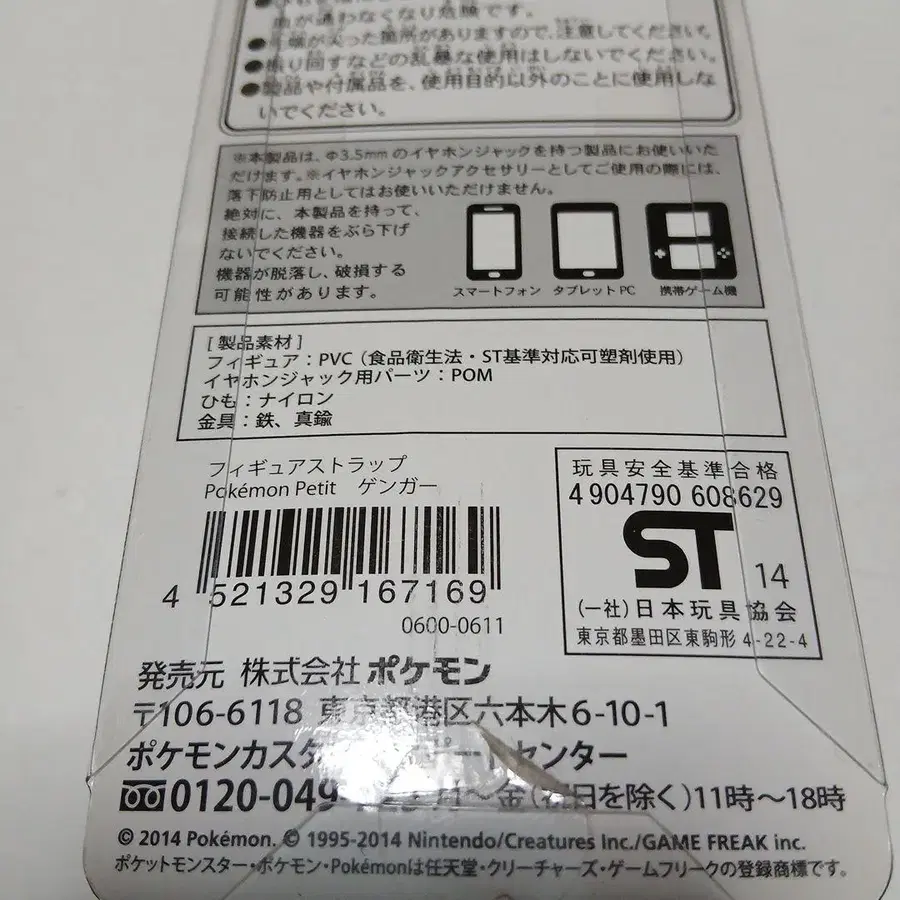 が通わなくなり危険です。
●手環が入った箇所がありますので、注意してください。
●振り回すなどの乱暴な使用はしないでください。
●製品や付属品を、使用目的以外のことに使用しな
いでください。
※本製品は、Φ3.5mmのイヤホンジャックを持つ製品にお使いいた
だけます。※イヤホンジャックアクセサリーとしてご使用の際には、
落下防止用としてはお使いいただけません。
絶対に、本製品を持って、
接続した機器をぶら下げ
ないでください。
機器が脱落し、破損する
可能性があります。
スマートフォン タブレットPC 携帯ゲーム機
[製品素材]
フィギュア：PVC（食品衛生法・ST基準対応可塑剤使用）
イヤホンジャック用パーツ：POM
ひも：ナイロン
金具：鉄、真鍮
フィギュアストラップ
Pokémon Petit ゲンガー
4 521329 167169
0600-0611
玩具安全基準合格
4 904790 608629
ST 14
(一社)日本玩具協会
東京都墨田区東駒形 4-22-4
発売元 株式会社ポケモン
〒106-6118 東京都港区六本木6-10-1
ポケモンカスタ ポートセンター
0120-049 月～金(祝日を除く)11時～18時
© 2014 Pokémon. © 1995-2014 Nintendo/Creatures Inc./GAME FREAK inc.
ポケットモンスター・ポケモン・Pokémonは任天堂・クリーチャーズ・ゲームフリークの登録商標です。